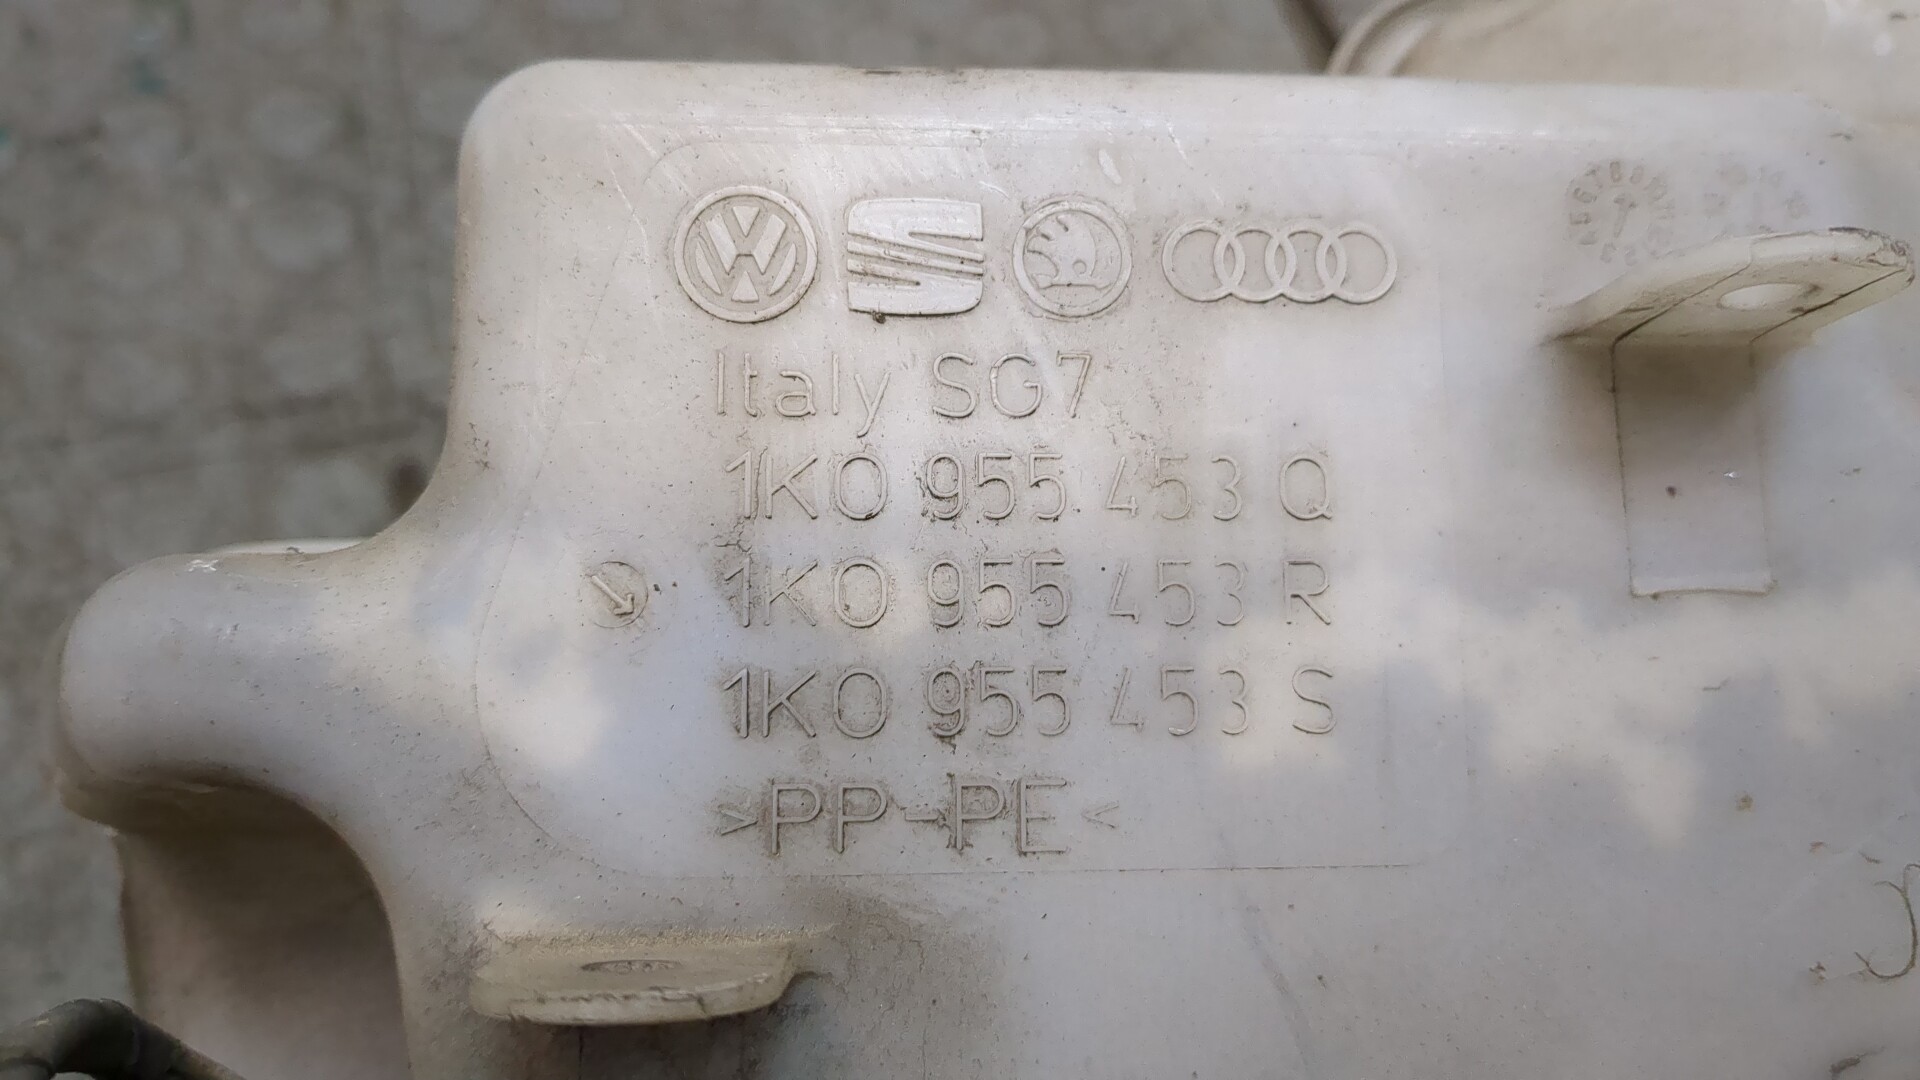 Italy SG7
1K0 955 453 Q
1K0 955 453 R
1K0 955 453 S
>PP-PE<